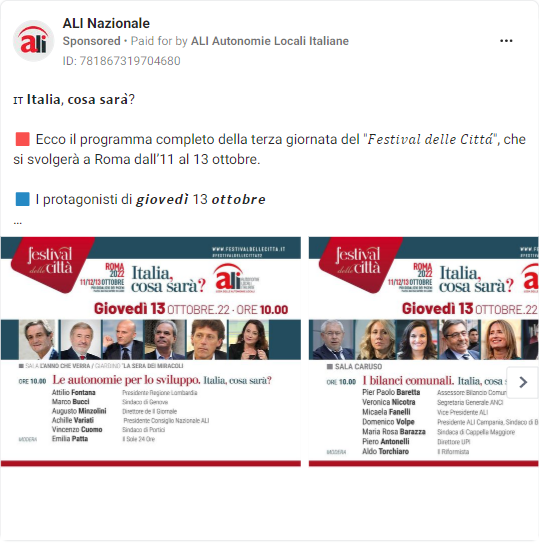 ALI Nazionale
Sponsored • Paid for by ALI Autonomie Locali Italiane
ID: 781867319704680
ɪᴛ Italia, cosa sarà?
🟥 Ecco il programma completo della terza giornata del "Festival delle Cittá", che
si svolgerà a Roma dall'11 al 13 ottobre.
🟦 I protagonisti di giovedì 13 ottobre
...
WWW.FESTIVALDELLECITTA.IT
festival
delle
città
ROMA
2022
11/12/13 OTTOBRE
Italia,
cosa sarà?
ali
Giovedì 13 OTTOBRE.22 • ORE 10.00
L'ANNO CHE VERRA / GIARDINO 'LA SERA DEI MIRACOLI
ORE 10.00 Le autonomie per lo sviluppo. Italia, cosa sarà?
Attilio Fontana Presidente Regione Lombardia
Marco Bucci Sindaco di Genova
Augusto Minzolini Direttore de Il Giornale
Achille Variati Presidente Consiglio Nazionale ALI
Vincenzo Cuomo Sindaco di Portici
MODERA Emilia Patta Il Sole 24 Ore
WWW.FESTIVALDELLECITTA.IT
festival
delle
città
ROMA
2022
11/12/13 OTTOBRE
Italia,
cosa sarà?
ali
Giovedì 13 OTTOBRE.22 • ORE 10.00
SALA CARUSO
ORE 10.00 I bilanci comunali. Italia, cosa s
Pier Paolo Baretta Assessore Bilancio Comun
Veronica Nicotra Segretaria Generale ANCI
Micaela Fanelli Vice Presidente ALI
Domenico Volpe Presidente ALI Campania, Sindaco di B
Maria Rosa Barazza Sindaca di Cappella Maggiore
Piero Antonelli Direttore UPI
MODERA Aldo Torchiaro Il Riformista